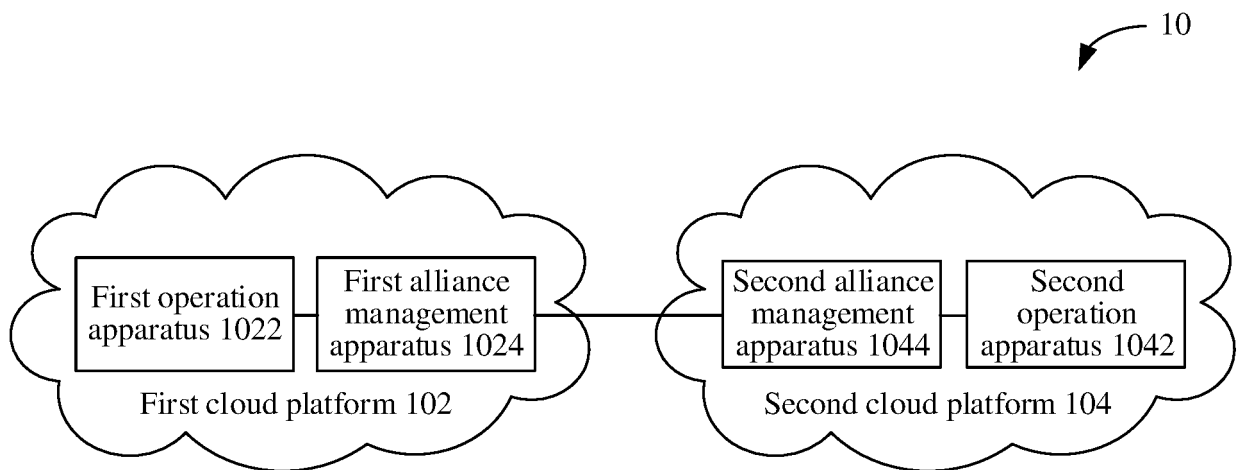 10
First operation
apparatus 1022
First alliance
management
apparatus 1024
Second alliance
management
apparatus 1044
Second
operation
apparatus 1042
First cloud platform 102
Second cloud platform 104